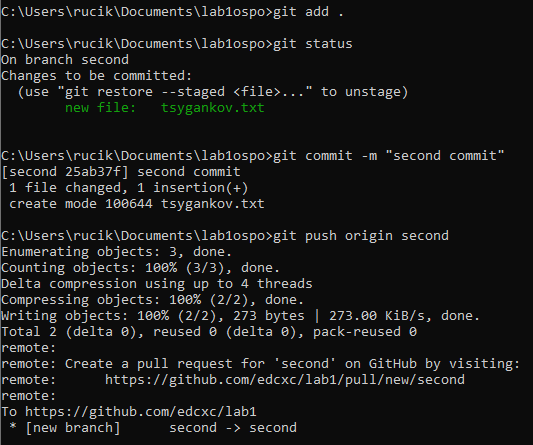 C:\Users\rucik\Documents\lab1ospo>git add .
C:\Users\rucik\Documents\lab1ospo>git status
On branch second
Changes to be committed:
  (use "git restore --staged <file>..." to unstage)
        new file:   tsygankov.txt
C:\Users\rucik\Documents\lab1ospo>git commit -m "second commit"
[second 25ab37f] second commit
 1 file changed, 1 insertion(+)
 create mode 100644 tsygankov.txt
C:\Users\rucik\Documents\lab1ospo>git push origin second
Enumerating objects: 3, done.
Counting objects: 100% (3/3), done.
Delta compression using up to 4 threads
Compressing objects: 100% (2/2), done.
Writing objects: 100% (2/2), 273 bytes | 273.00 KiB/s, done.
Total 2 (delta 0), reused 0 (delta 0), pack-reused 0
remote:
remote: Create a pull request for 'second' on GitHub by visiting:
remote:      https://github.com/edcxc/lab1/pull/new/second
remote:
To https://github.com/edcxc/lab1
 * [new branch]      second -> second